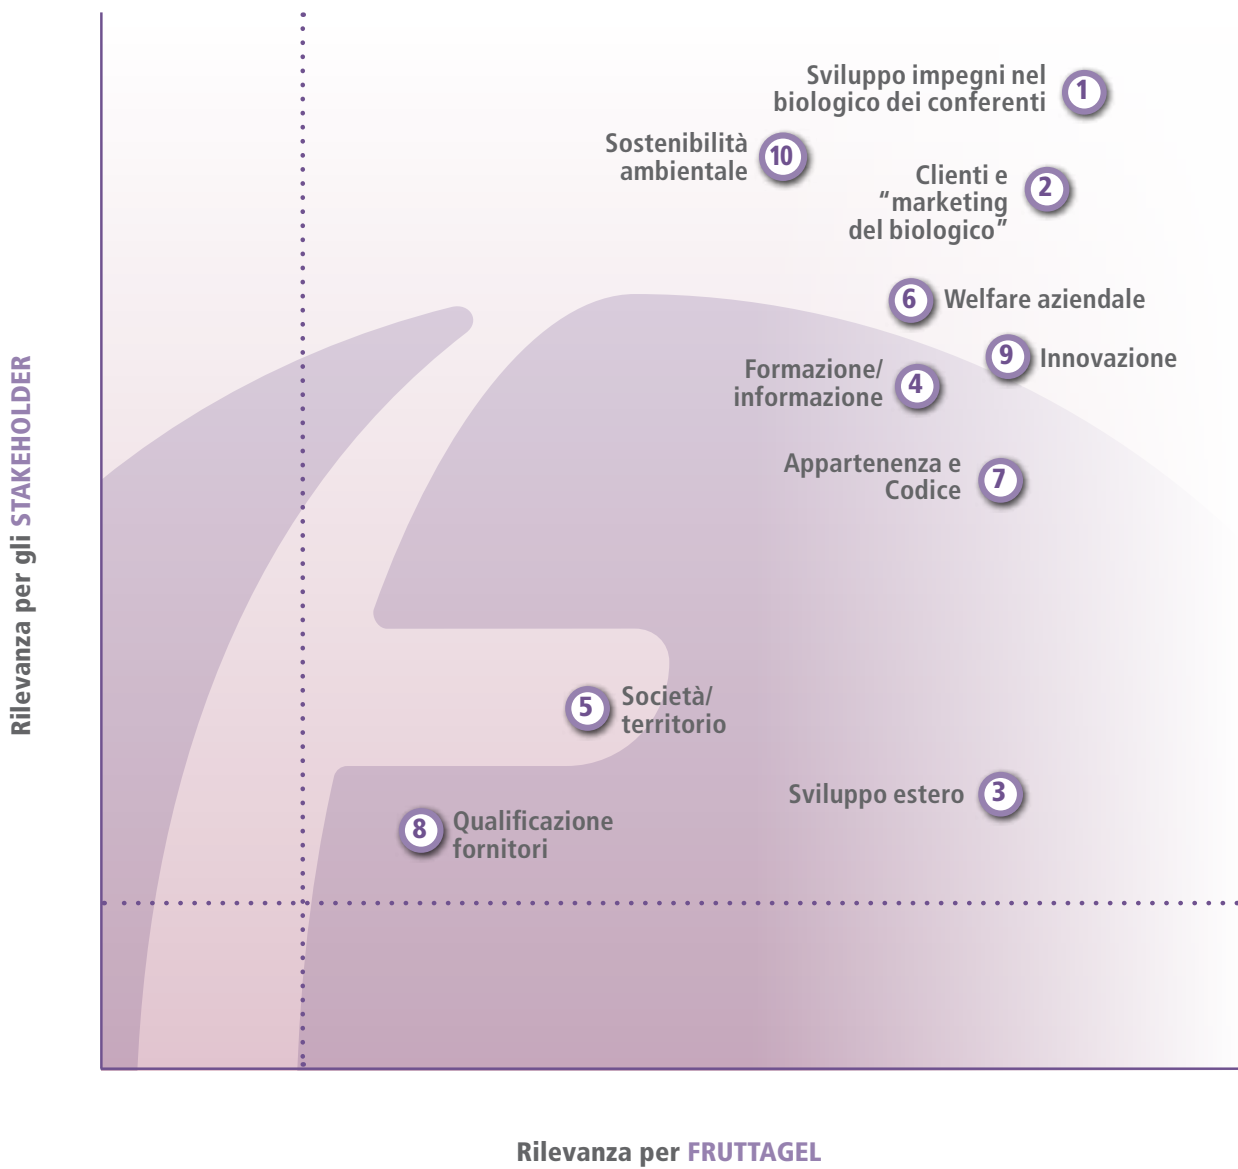 Sviluppo impegni nel
biologico dei conferenti
1
Sostenibilità
ambientale
10
Clienti e
“marketing
del biologico”
2
6
Welfare aziendale
9
Innovazione
Formazione/
informazione
4
Appartenenza e
Codice
7
5
Società/
territorio
Sviluppo estero
3
8
Qualificazione
fornitori
Rilevanza per gli STAKEHOLDER
Rilevanza per FRUTTAGEL